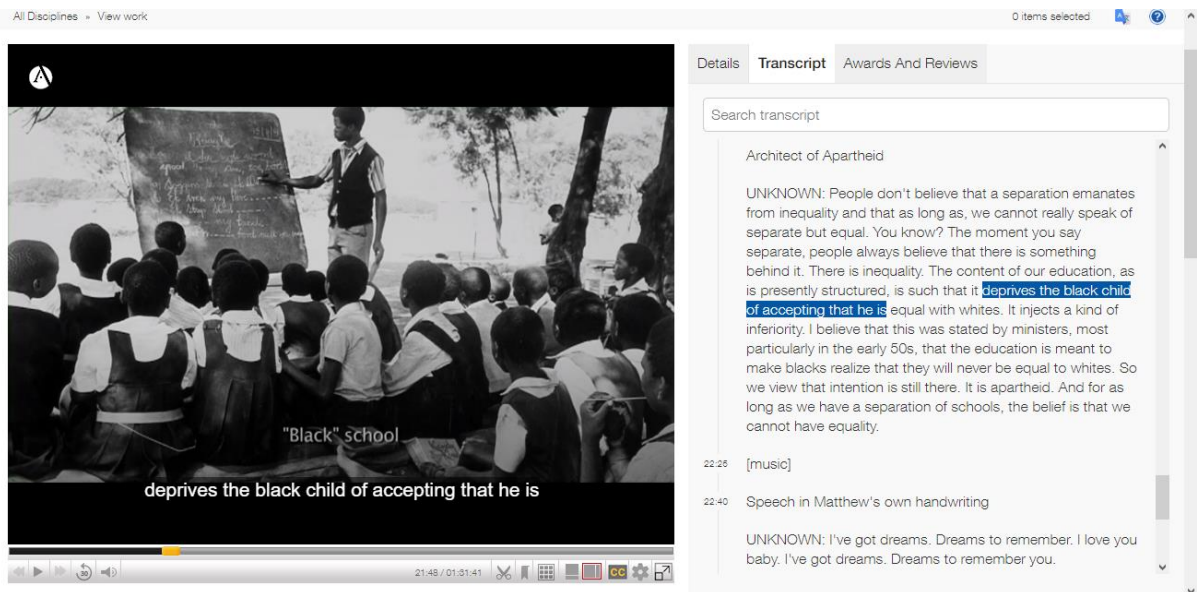 All Disciplines » View work
0 items selected
Details Transcript Awards And Reviews
Search transcript
"Black" school
deprives the black child of accepting that he is
21:48 / 01:31:41
CC
30
Architect of Apartheid
UNKNOWN: People don't believe that a separation emanates
from inequality and that as long as, we cannot really speak of
separate but equal. You know? The moment you say
separate, people always believe that there is something
behind it. There is inequality. The content of our education, as
is presently structured, is such that it deprives the black child
of accepting that he is equal with whites. It injects a kind of
inferiority. I believe that this was stated by ministers, most
particularly in the early 50s, that the education is meant to
make blacks realize that they will never be equal to whites. So
we view that intention is still there. It is apartheid. And for as
long as we have a separation of schools, the belief is that we
cannot have equality.
22:26 [music]
22:40 Speech in Matthew's own handwriting
UNKNOWN: I've got dreams. Dreams to remember. I love you
baby. I've got dreams. Dreams to remember you.